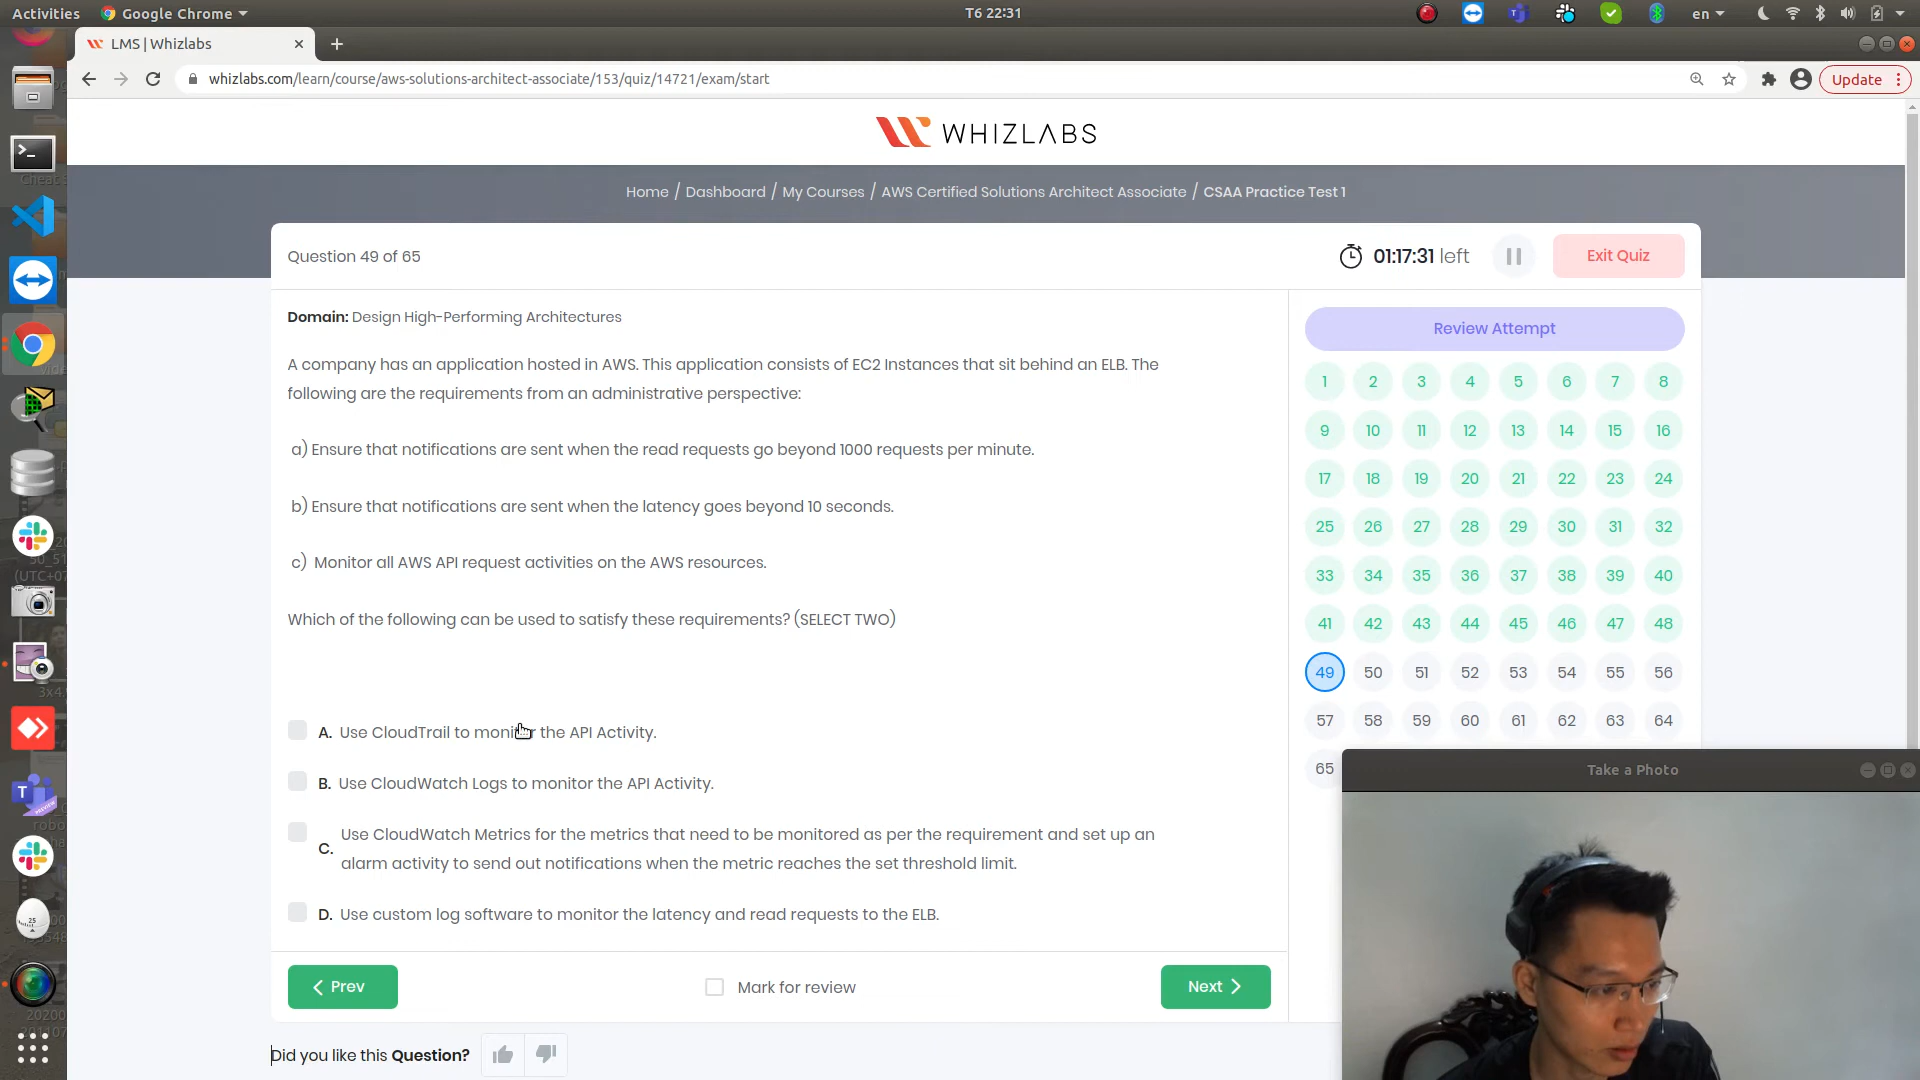 Activities
Google Chrome
T6 22:31
en
LMS | Whizlabs
whizlabs.com/learn/course/aws-solutions-architect-associate/153/quiz/14721/exam/start
Update
WHIZLABS
Home / Dashboard / My Courses / AWS Certified Solutions Architect Associate / CSAA Practice Test 1
Question 49 of 65
01:17:31 left
Exit Quiz
Domain: Design High-Performing Architectures
A company has an application hosted in AWS. This application consists of EC2 Instances that sit behind an ELB. The
following are the requirements from an administrative perspective:
a) Ensure that notifications are sent when the read requests go beyond 1000 requests per minute.
b) Ensure that notifications are sent when the latency goes beyond 10 seconds.
c) Monitor all AWS API request activities on the AWS resources.
Which of the following can be used to satisfy these requirements? (SELECT TWO)
A. Use CloudTrail to monitor the API Activity.
B. Use CloudWatch Logs to monitor the API Activity.
C. Use CloudWatch Metrics for the metrics that need to be monitored as per the requirement and set up an
alarm activity to send out notifications when the metric reaches the set threshold limit.
D. Use custom log software to monitor the latency and read requests to the ELB.
Prev
Mark for review
Next
Did you like this Question?
Review Attempt
1 2 3 4 5 6 7 8
9 10 11 12 13 14 15 16
17 18 19 20 21 22 23 24
25 26 27 28 29 30 31 32
33 34 35 36 37 38 39 40
41 42 43 44 45 46 47 48
49 50 51 52 53 54 55 56
57 58 59 60 61 62 63 64
65
Take a Photo